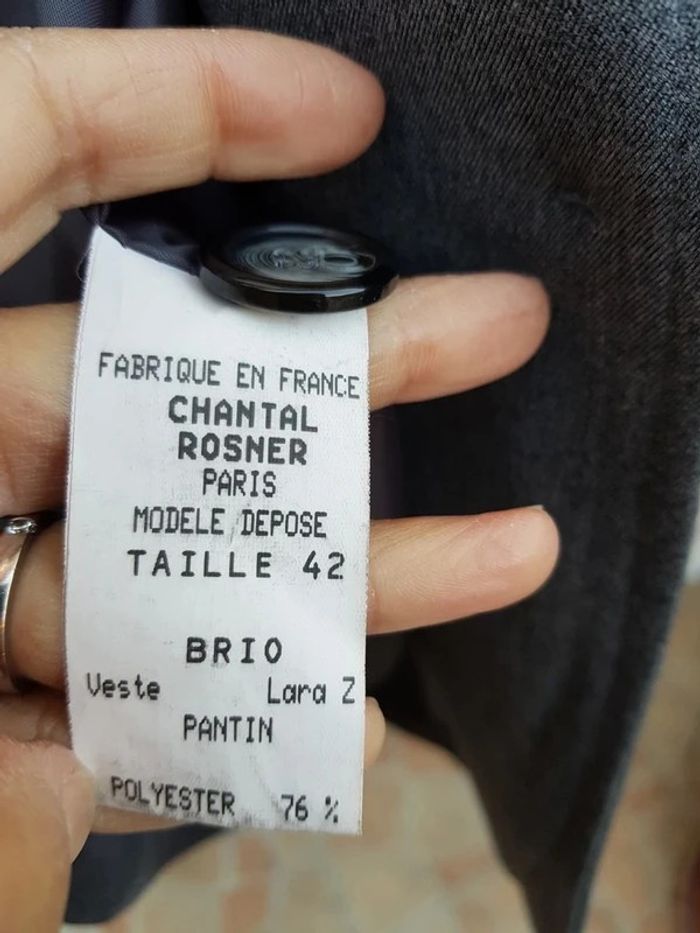 FABRIQUE EN FRANCE
CHANTAL
ROSNER
PARIS
MODELE DEPOSE
TAILLE 42
BRIO
Veste Lara Z
PANTIN
POLYESTER 76 %